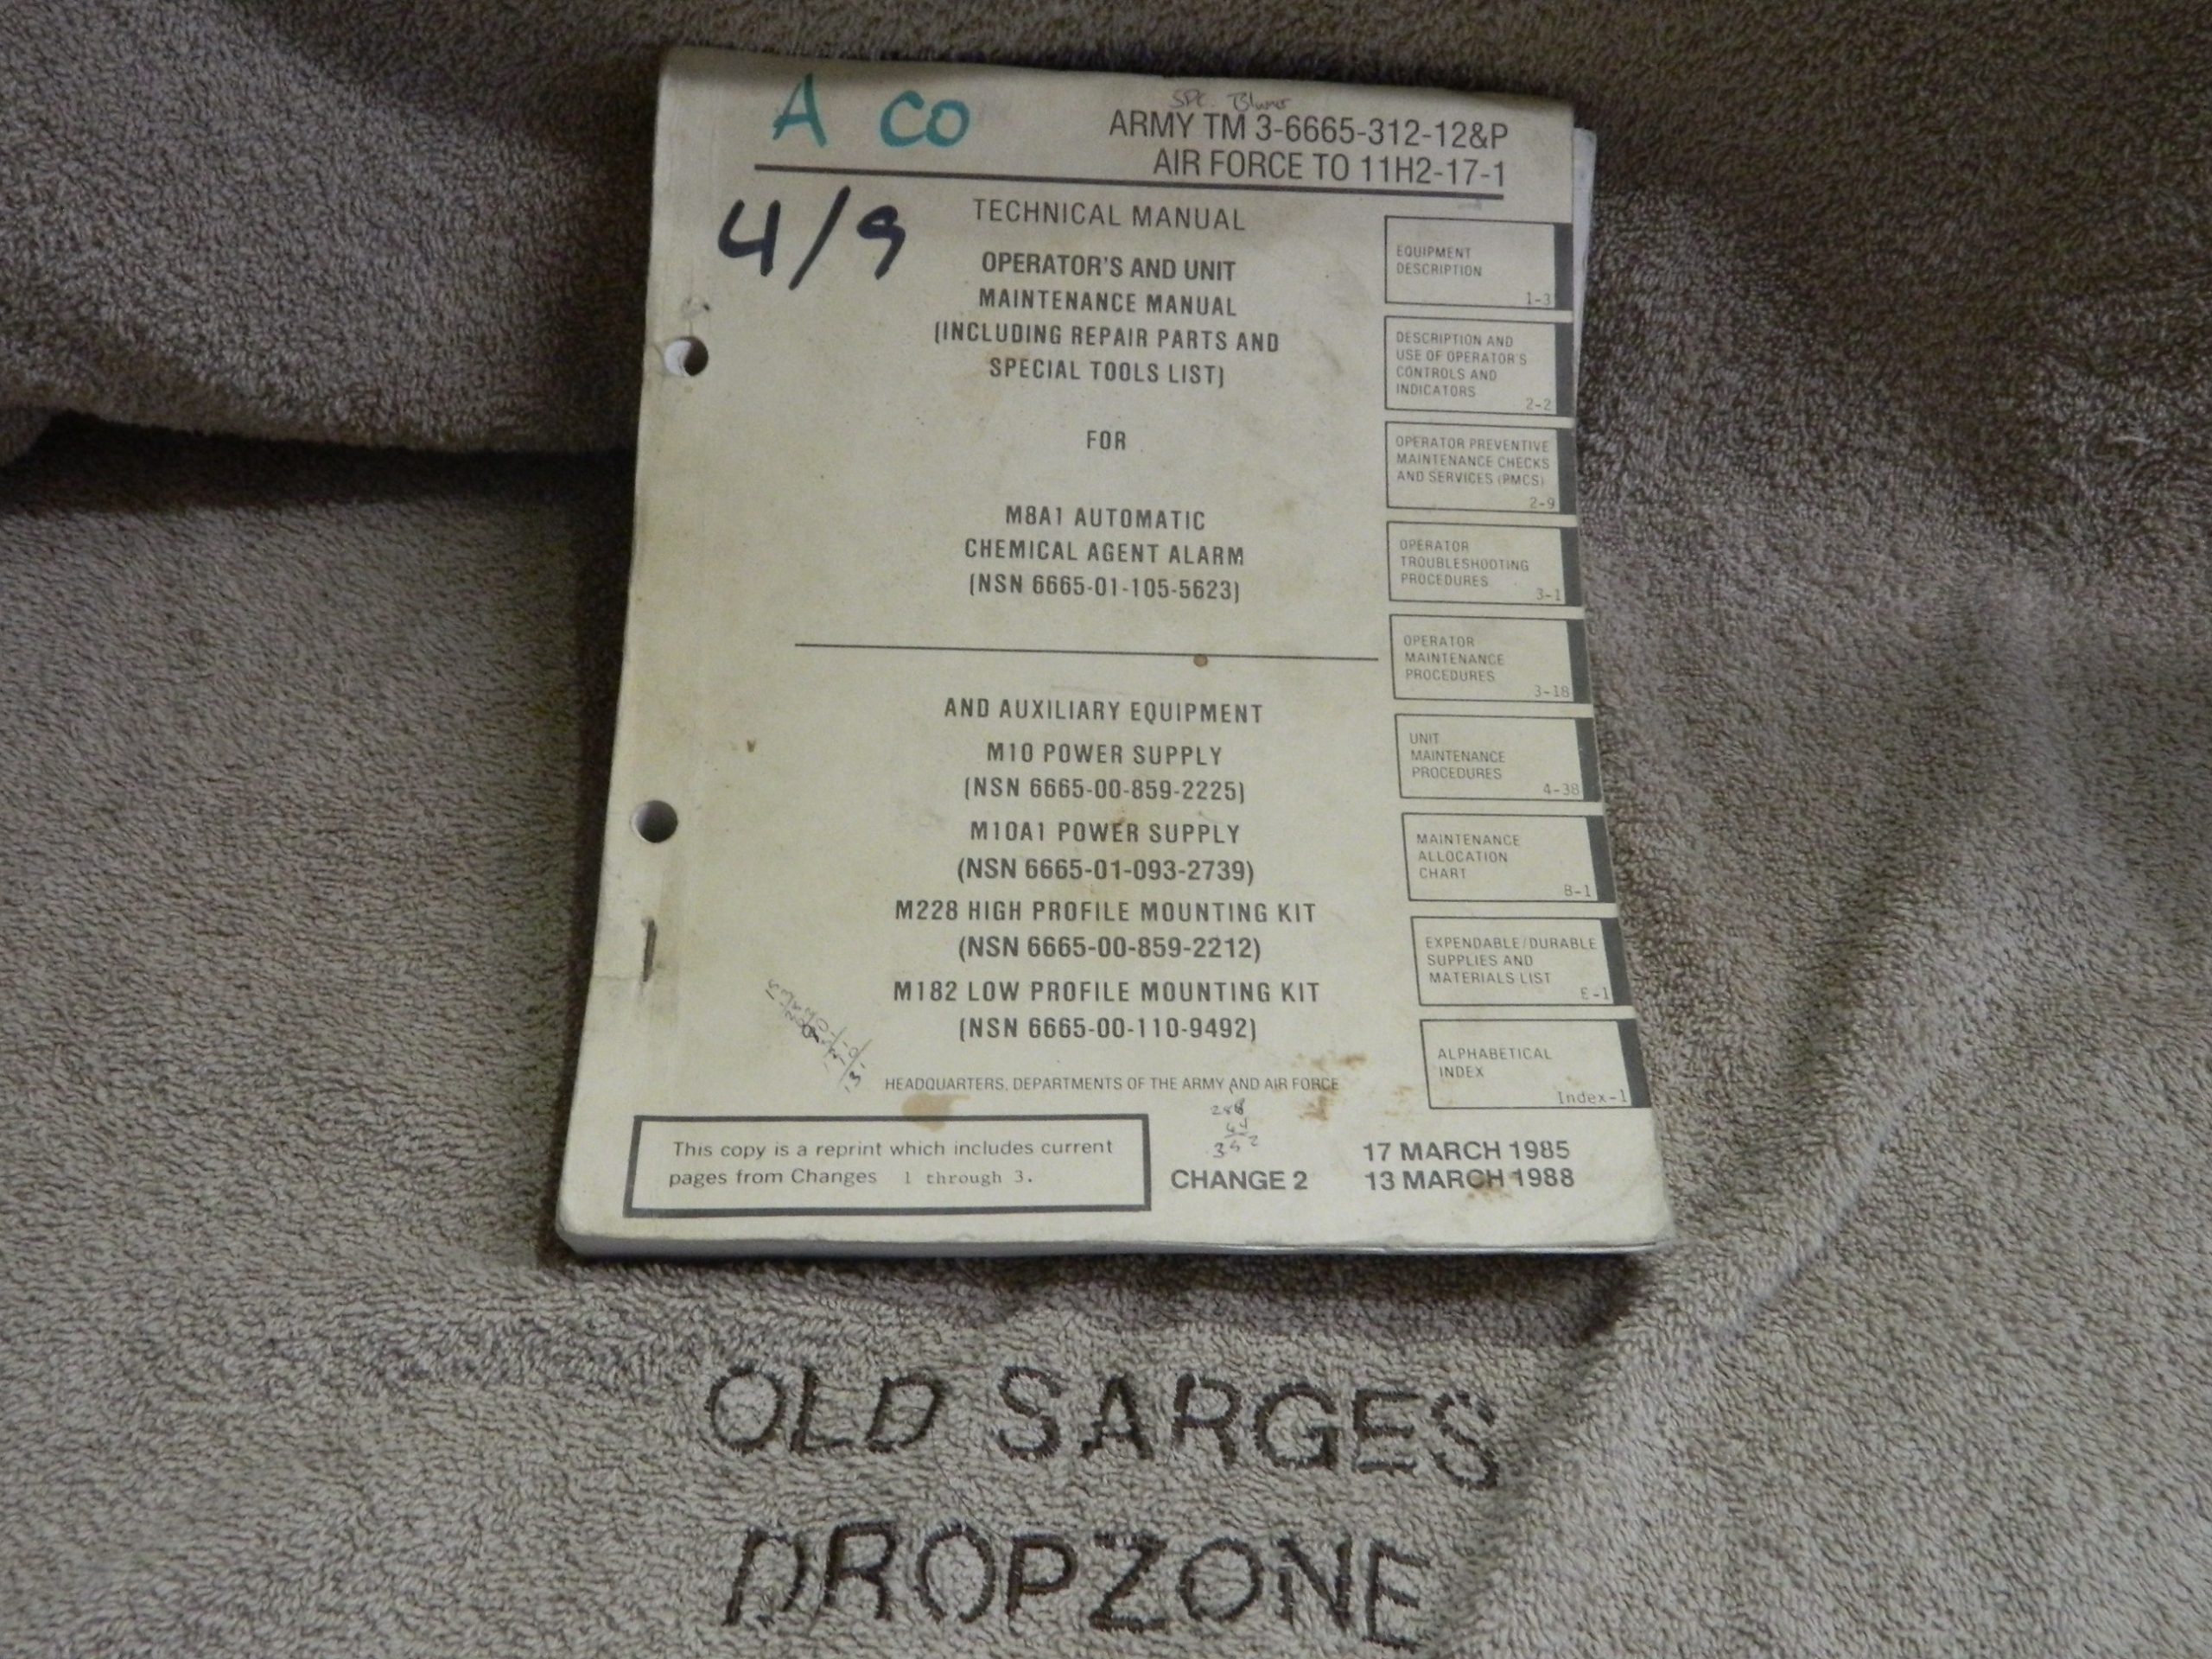 A CO
SPC.
ARMY TM 3-6665-312-12&P
AIR FORCE TO 11H2-17-1
4/9
TECHNICAL MANUAL
OPERATOR'S AND UNIT
MAINTENANCE MANUAL
(INCLUDING REPAIR PARTS AND
SPECIAL TOOLS LIST)
FOR
M8A1 AUTOMATIC
CHEMICAL AGENT ALARM
(NSN 6665-01-105-5623)
AND AUXILIARY EQUIPMENT
M10 POWER SUPPLY
(NSN 6665-00-859-2225)
M10A1 POWER SUPPLY
(NSN 6665-01-093-2739)
M228 HIGH PROFILE MOUNTING KIT
(NSN 6665-00-859-2212)
M182 LOW PROFILE MOUNTING KIT
(NSN 6665-00-110-9492)
HEADQUARTERS, DEPARTMENTS OF THE ARMY AND AIR FORCE
EQUIPMENT
DESCRIPTION
1-3
DESCRIPTION AND
USE OF OPERATOR'S
CONTROLS AND
INDICATORS
2-2
OPERATOR PREVENTIVE
MAINTENANCE CHECKS
AND SERVICES (PMCS)
2-9
OPERATOR
TROUBLESHOOTING
PROCEDURES
3-1
OPERATOR
MAINTENANCE
PROCEDURES
3-18
UNIT
MAINTENANCE
PROCEDURES
4-38
MAINTENANCE
ALLOCATION
CHART
B-1
EXPENDABLE/DURABLE
SUPPLIES AND
MATERIALS LIST
E-1
ALPHABETICAL
INDEX
Index-1
This copy is a reprint which includes current
pages from Changes 1 through 3.
352
17 MARCH 1985
CHANGE 2 13 MARCH 1988
OLD SARGES
DROPZONE